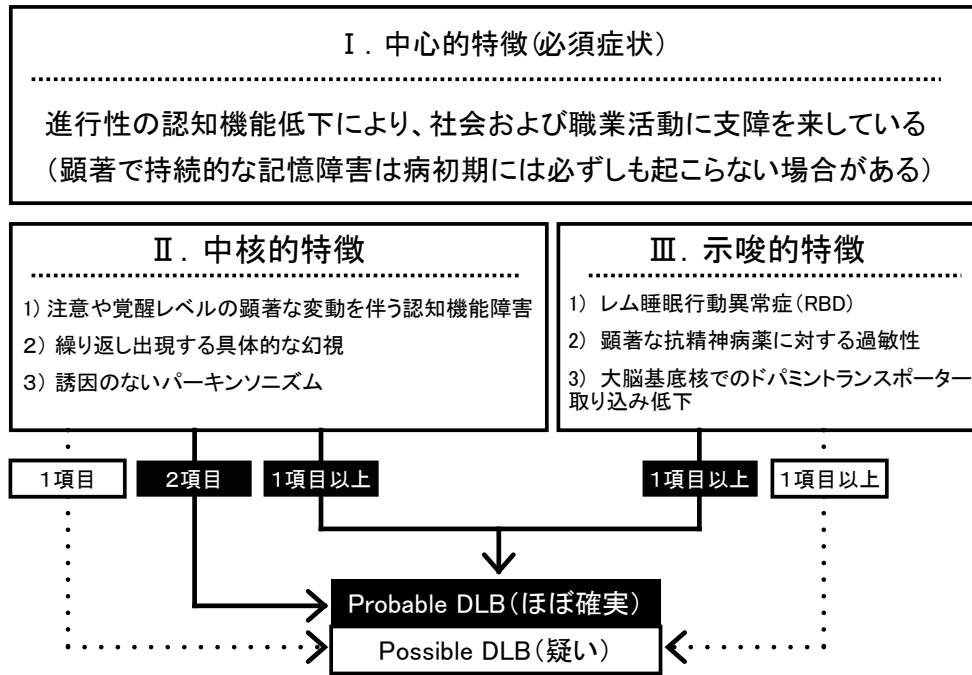 Ⅰ．中心的特徴(必須症状)
進行性の認知機能低下により、社会および職業活動に支障を来している
（顕著で持続的な記憶障害は病初期には必ずしも起こらない場合がある）
Ⅱ．中核的特徴
1）注意や覚醒レベルの顕著な変動を伴う認知機能障害
2）繰り返し出現する具体的な幻視
3）誘因のないパーキンソニズム
Ⅲ．示唆的特徴
1）レム睡眠行動異常症（RBD）
2）顕著な抗精神病薬に対する過敏性
3）大脳基底核でのドパミントランスポーター
取り込み低下
1項目
2項目
1項目以上
1項目以上
1項目以上
Probable DLB（ほぼ確実）
Possible DLB（疑い）